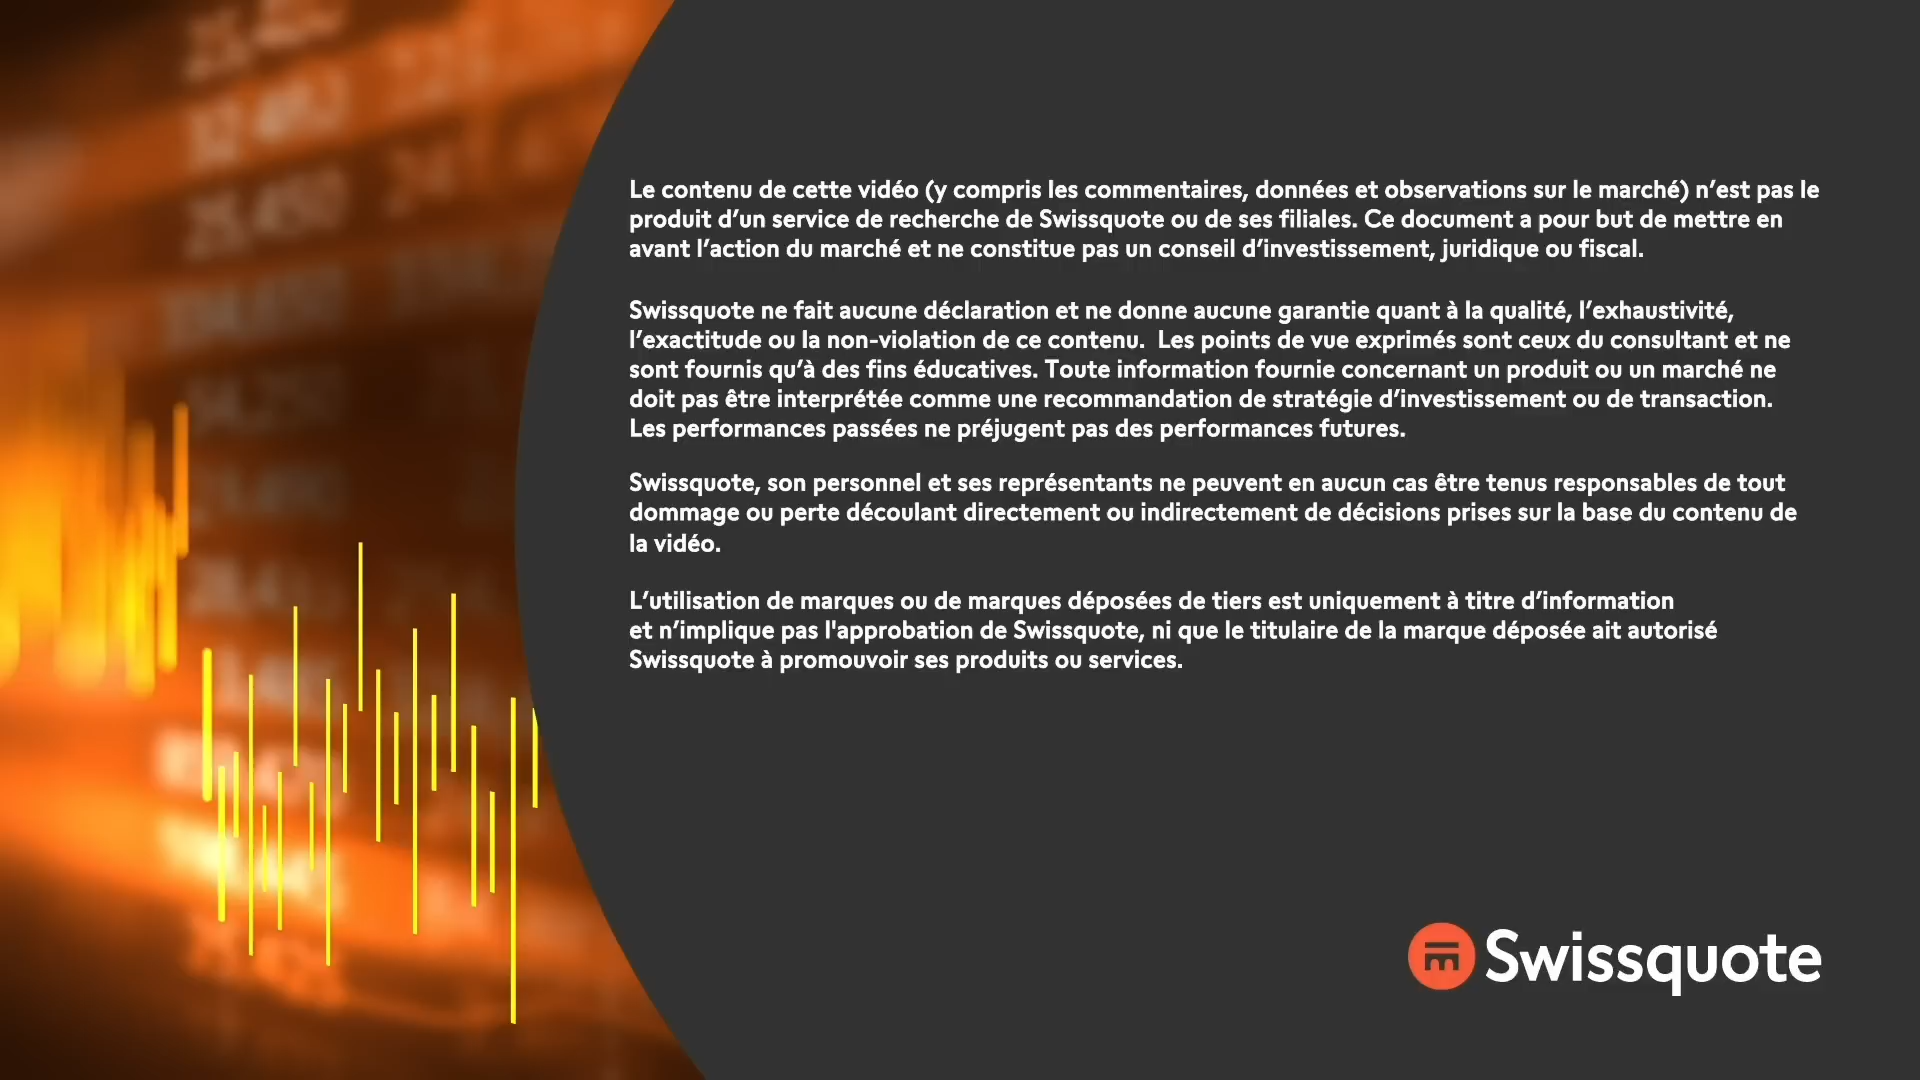 Le contenu de cette vidéo (y compris les commentaires, données et observations sur le marché) n’est pas le
produit d’un service de recherche de Swissquote ou de ses filiales. Ce document a pour but de mettre en
avant l’action du marché et ne constitue pas un conseil d’investissement, juridique ou fiscal.
Swissquote ne fait aucune déclaration et ne donne aucune garantie quant à la qualité, l’exhaustivité,
l’exactitude ou la non-violation de ce contenu.  Les points de vue exprimés sont ceux du consultant et ne
sont fournis qu’à des fins éducatives. Toute information fournie concernant un produit ou un marché ne
doit pas être interprétée comme une recommandation de stratégie d’investissement ou de transaction.
Les performances passées ne préjugent pas des performances futures.
Swissquote, son personnel et ses représentants ne peuvent en aucun cas être tenus responsables de tout
dommage ou perte découlant directement ou indirectement de décisions prises sur la base du contenu de
la vidéo.
L’utilisation de marques ou de marques déposées de tiers est uniquement à titre d’information
et n’implique pas l'approbation de Swissquote, ni que le titulaire de la marque déposée ait autorisé
Swissquote à promouvoir ses produits ou services.
Swissquote